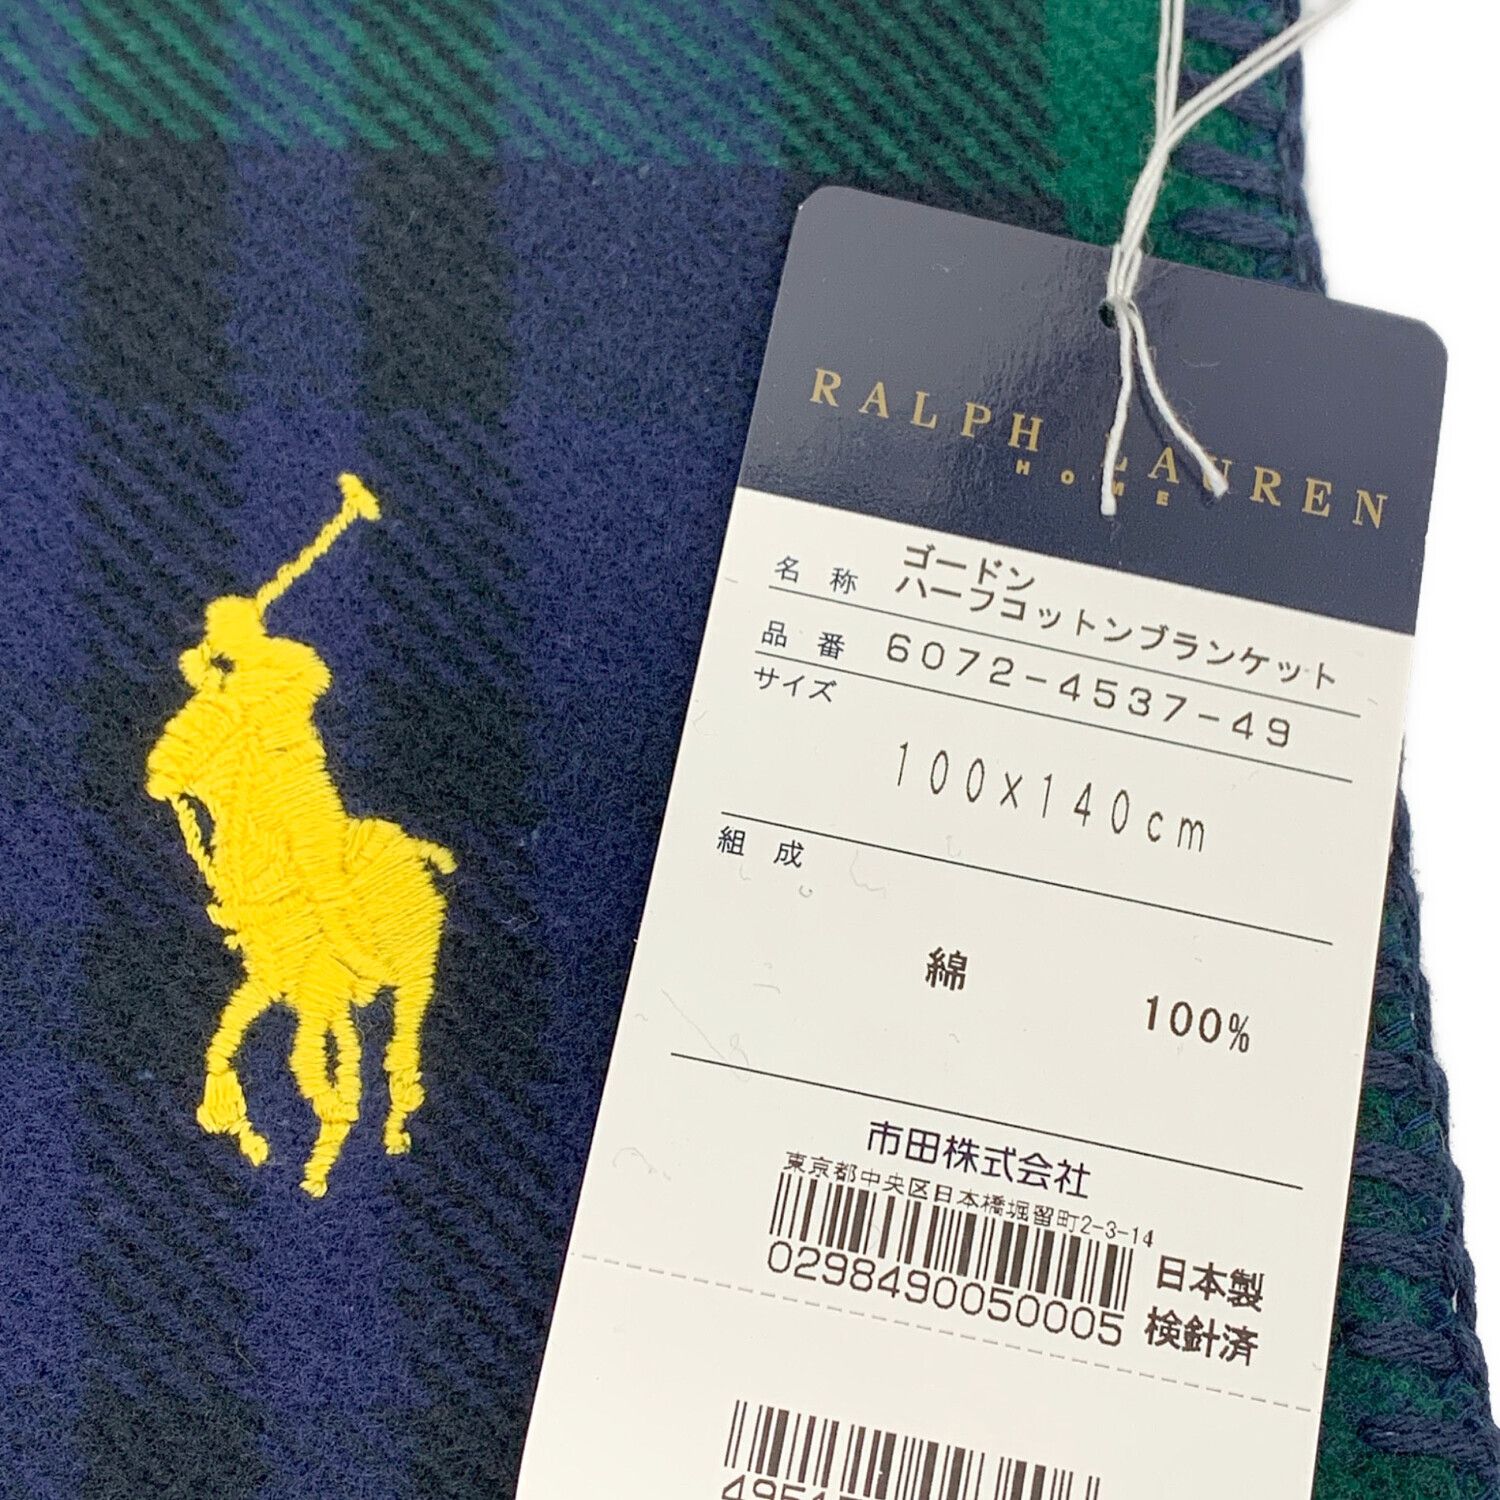 RALPH LAUREN
HOME
名称 ゴードン
ハーフコットンブランケット
品番 6072-4537-49
サイズ
100×140cm
組成
綿 100%
市田株式会社
東京都中央区日本橋堀留町2-3-14
日本製
0298490050005 検針済